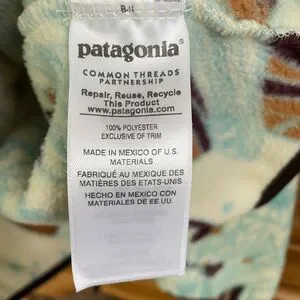 patagonia®
COMMON THREADS
PARTNERSHIP
Repair, Reuse, Recycle
This Product
www.patagonia.com
100% POLYESTER
EXCLUSIVE OF TRIM
MADE IN MEXICO OF U.S.
MATERIALS
FABRIQUÉ AU MEXIQUE DES
MATIÈRES DES ETATS-UNIS
HECHO EN MÉXICO CON
MATERIALES DE EE.UU.